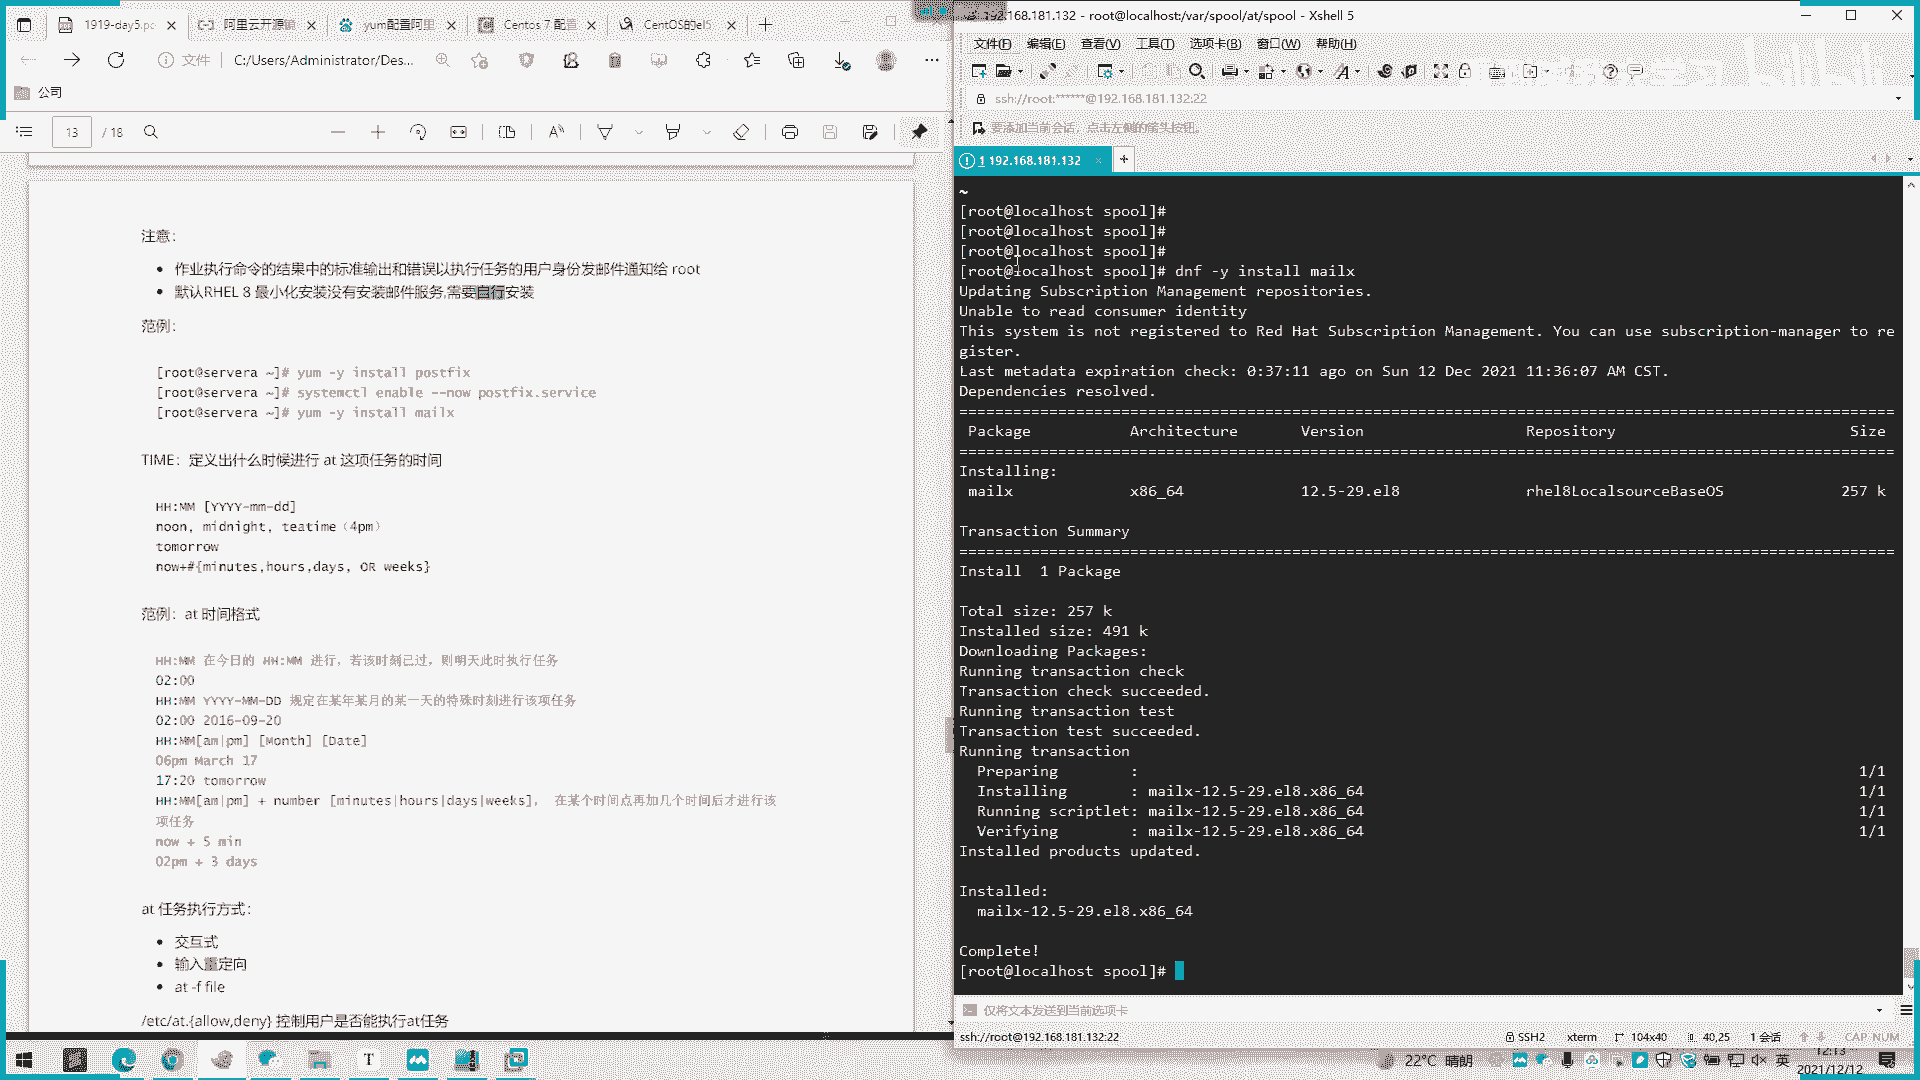 1919-day5.pc
阿里云开源镜
yum配置阿里
Centos 7 配置
CentOS的el5
文件
C:/Users/Administrator/Des...
公司
13 / 18
注意：
作业执行命令的结果中的标准输出和错误以执行任务的用户身份发邮件通知给 root
默认RHEL 8 最小化安装没有安装邮件服务,需要自行安装
范例：
[root@servera ~]# yum -y install postfix
[root@servera ~]# systemctl enable --now postfix.service
[root@servera ~]# yum -y install mailx
TIME：定义出什么时候进行 at 这项任务的时间
HH:MM [YYYY-mm-dd]
noon, midnight, teatime（4pm）
tomorrow
now+#{minutes,hours,days, OR weeks}
范例：at 时间格式
HH:MM 在今日的 HH:MM 进行，若该时刻已过，则明天此时执行任务
02:00
HH:MM YYYY-MM-DD 规定在某年某月的某一天的特殊时刻进行该项任务
02:00 2016-09-20
HH:MM[am|pm] [Month] [Date]
06pm March 17
17:20 tomorrow
HH:MM[am|pm] + number [minutes|hours|days|weeks]， 在某个时间点再加几个时间后才进行该
项任务
now + 5 min
02pm + 3 days
at 任务执行方式：
交互式
输入重定向
at -f file
/etc/at.{allow,deny} 控制用户是否能执行at任务
192.168.181.132 - root@localhost:/var/spool/at/spool - Xshell 5
文件(F) 编辑(E) 查看(V) 工具(T) 选项卡(B) 窗口(W) 帮助(H)
ssh://root:******@192.168.181.132:22
要添加当前会话，点击左侧的箭头按钮。
1 192.168.181.132
~
[root@localhost spool]#
[root@localhost spool]#
[root@localhost spool]#
[root@localhost spool]# dnf -y install mailx
Updating Subscription Management repositories.
Unable to read consumer identity
This system is not registered to Red Hat Subscription Management. You can use subscription-manager to re
gister.
Last metadata expiration check: 0:37:11 ago on Sun 12 Dec 2021 11:36:07 AM CST.
Dependencies resolved.
Package Architecture Version Repository Size
Installing:
mailx x86_64 12.5-29.el8 rhel8LocalsourceBaseOS 257 k
Transaction Summary
Install 1 Package
Total size: 257 k
Installed size: 491 k
Downloading Packages:
Running transaction check
Transaction check succeeded.
Running transaction test
Transaction test succeeded.
Running transaction
Preparing : 1/1
Installing : mailx-12.5-29.el8.x86_64 1/1
Running scriptlet: mailx-12.5-29.el8.x86_64 1/1
Verifying : mailx-12.5-29.el8.x86_64 1/1
Installed products updated.
Installed:
mailx-12.5-29.el8.x86_64
Complete!
[root@localhost spool]#
仅将文本发送到当前选项卡
ssh://root@192.168.181.132:22
SSH2 xterm 104x40 40,25 1 会话 CAP NUM
22°C 晴朗 英 12:13
2021/12/12